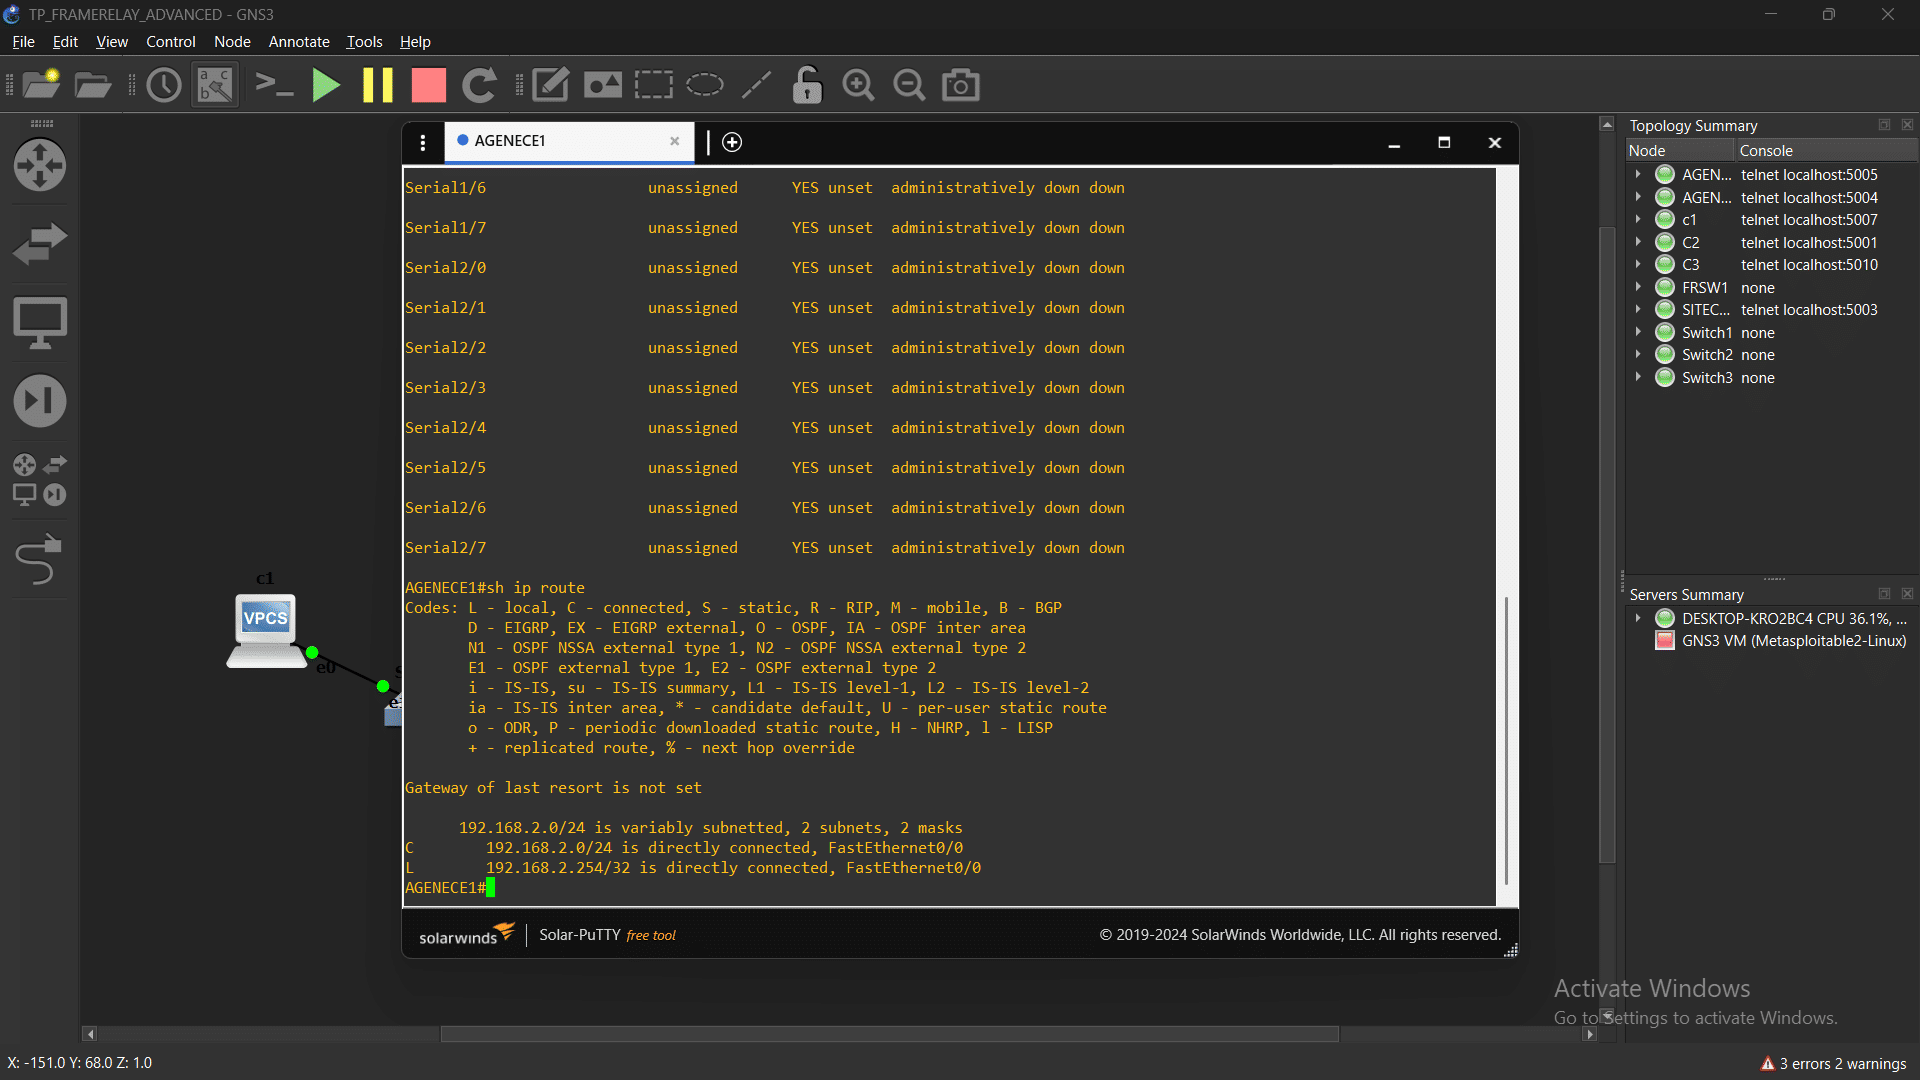 TP_FRAMERELAY_ADVANCED - GNS3
File Edit View Control Node Annotate Tools Help
AGENECE1
Serial1/6 unassigned YES unset administratively down down
Serial1/7 unassigned YES unset administratively down down
Serial2/0 unassigned YES unset administratively down down
Serial2/1 unassigned YES unset administratively down down
Serial2/2 unassigned YES unset administratively down down
Serial2/3 unassigned YES unset administratively down down
Serial2/4 unassigned YES unset administratively down down
Serial2/5 unassigned YES unset administratively down down
Serial2/6 unassigned YES unset administratively down down
Serial2/7 unassigned YES unset administratively down down
AGENECE1#sh ip route
Codes: L - local, C - connected, S - static, R - RIP, M - mobile, B - BGP
D - EIGRP, EX - EIGRP external, O - OSPF, IA - OSPF inter area
N1 - OSPF NSSA external type 1, N2 - OSPF NSSA external type 2
E1 - OSPF external type 1, E2 - OSPF external type 2
i - IS-IS, su - IS-IS summary, L1 - IS-IS level-1, L2 - IS-IS level-2
ia - IS-IS inter area, * - candidate default, U - per-user static route
o - ODR, P - periodic downloaded static route, H - NHRP, l - LISP
+ - replicated route, % - next hop override
Gateway of last resort is not set
192.168.2.0/24 is variably subnetted, 2 subnets, 2 masks
C 192.168.2.0/24 is directly connected, FastEthernet0/0
L 192.168.2.254/32 is directly connected, FastEthernet0/0
AGENECE1#
solarwinds Solar-PuTTY free tool © 2019-2024 SolarWinds Worldwide, LLC. All rights reserved.
c1
VPCS
e0
Topology Summary
Node Console
AGEN... telnet localhost:5005
AGEN... telnet localhost:5004
c1 telnet localhost:5007
C2 telnet localhost:5001
C3 telnet localhost:5010
FRSW1 none
SITEC... telnet localhost:5003
Switch1 none
Switch2 none
Switch3 none
Servers Summary
DESKTOP-KRO2BC4 CPU 36.1%, ...
GNS3 VM (Metasploitable2-Linux)
Activate Windows
Go to Settings to activate Windows.
X: -151.0 Y: 68.0 Z: 1.0
3 errors 2 warnings